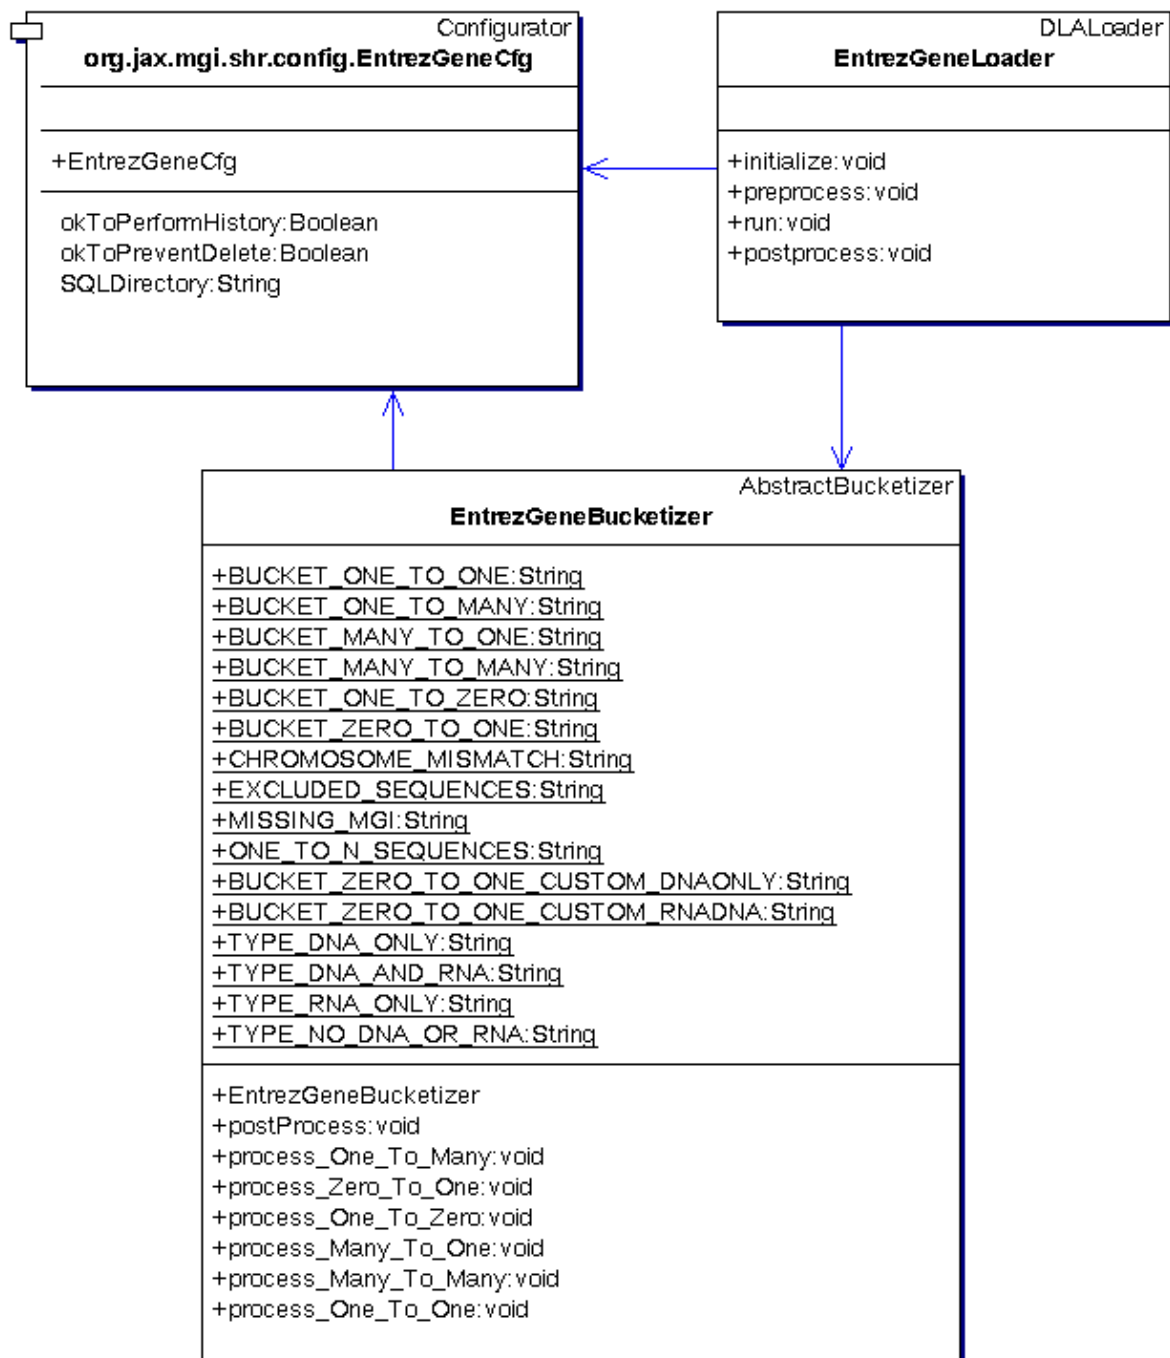 Configurator
org.jax.mgi.shr.config.EntrezGeneCfg
+EntrezGeneCfg
okToPerformHistory:Boolean
okToPreventDelete:Boolean
SQLDirectory:String
DLALoader
EntrezGeneLoader
+initialize:void
+preprocess:void
+run:void
+postprocess:void
AbstractBucketizer
EntrezGeneBucketizer
+BUCKET_ONE_TO_ONE:String
+BUCKET_ONE_TO_MANY:String
+BUCKET_MANY_TO_ONE:String
+BUCKET_MANY_TO_MANY:String
+BUCKET_ONE_TO_ZERO:String
+BUCKET_ZERO_TO_ONE:String
+CHROMOSOME_MISMATCH:String
+EXCLUDED_SEQUENCES:String
+MISSING_MGI:String
+ONE_TO_N_SEQUENCES:String
+BUCKET_ZERO_TO_ONE_CUSTOM_DNAONLY:String
+BUCKET_ZERO_TO_ONE_CUSTOM_RNADNA:String
+TYPE_DNA_ONLY:String
+TYPE_DNA_AND_RNA:String
+TYPE_RNA_ONLY:String
+TYPE_NO_DNA_OR_RNA:String
+EntrezGeneBucketizer
+postProcess:void
+process_One_To_Many:void
+process_Zero_To_One:void
+process_One_To_Zero:void
+process_Many_To_One:void
+process_Many_To_Many:void
+process_One_To_One:void